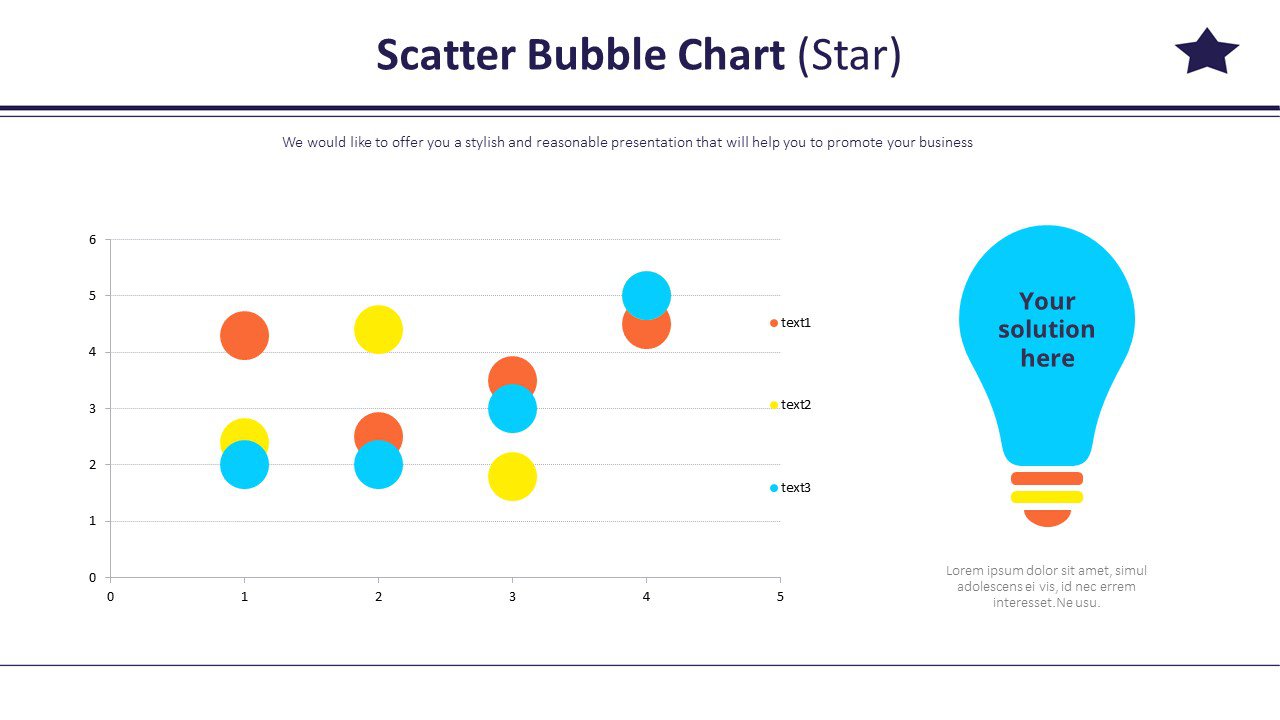 Scatter Bubble Chart (Star)
We would like to offer you a stylish and reasonable presentation that will help you to promote your business
6
5
4
3
2
1
0
0 1 2 3 4 5
text1
text2
text3
Your
solution
here
Lorem ipsum dolor sit amet, simul
adolescens ei vis, id nec errem
interesset.Ne usu.